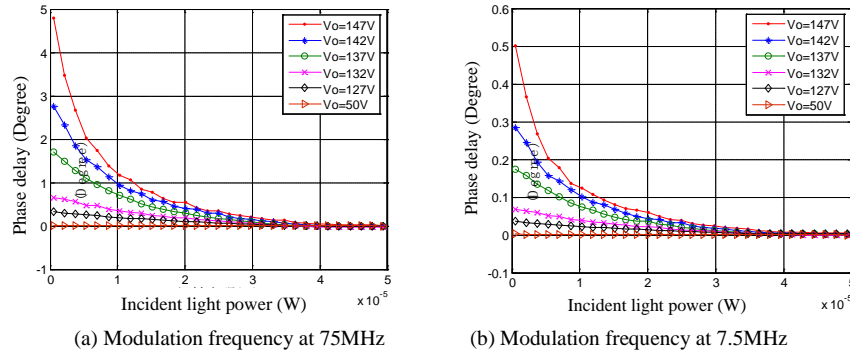 5
4
3
2
1
0
-1
Phase delay (Degree)
Vo=147V
Vo=142V
Vo=137V
Vo=132V
Vo=127V
Vo=50V
0 1 2 3 4 5
x 10-5
Incident light power (W)
(a) Modulation frequency at 75MHz
0.6
0.5
0.4
0.3
0.2
0.1
0
-0.1
Phase delay (Degree)
Vo=147V
Vo=142V
Vo=137V
Vo=132V
Vo=127V
Vo=50V
0 1 2 3 4 5
x 10-5
Incident light power (W)
(b) Modulation frequency at 7.5MHz